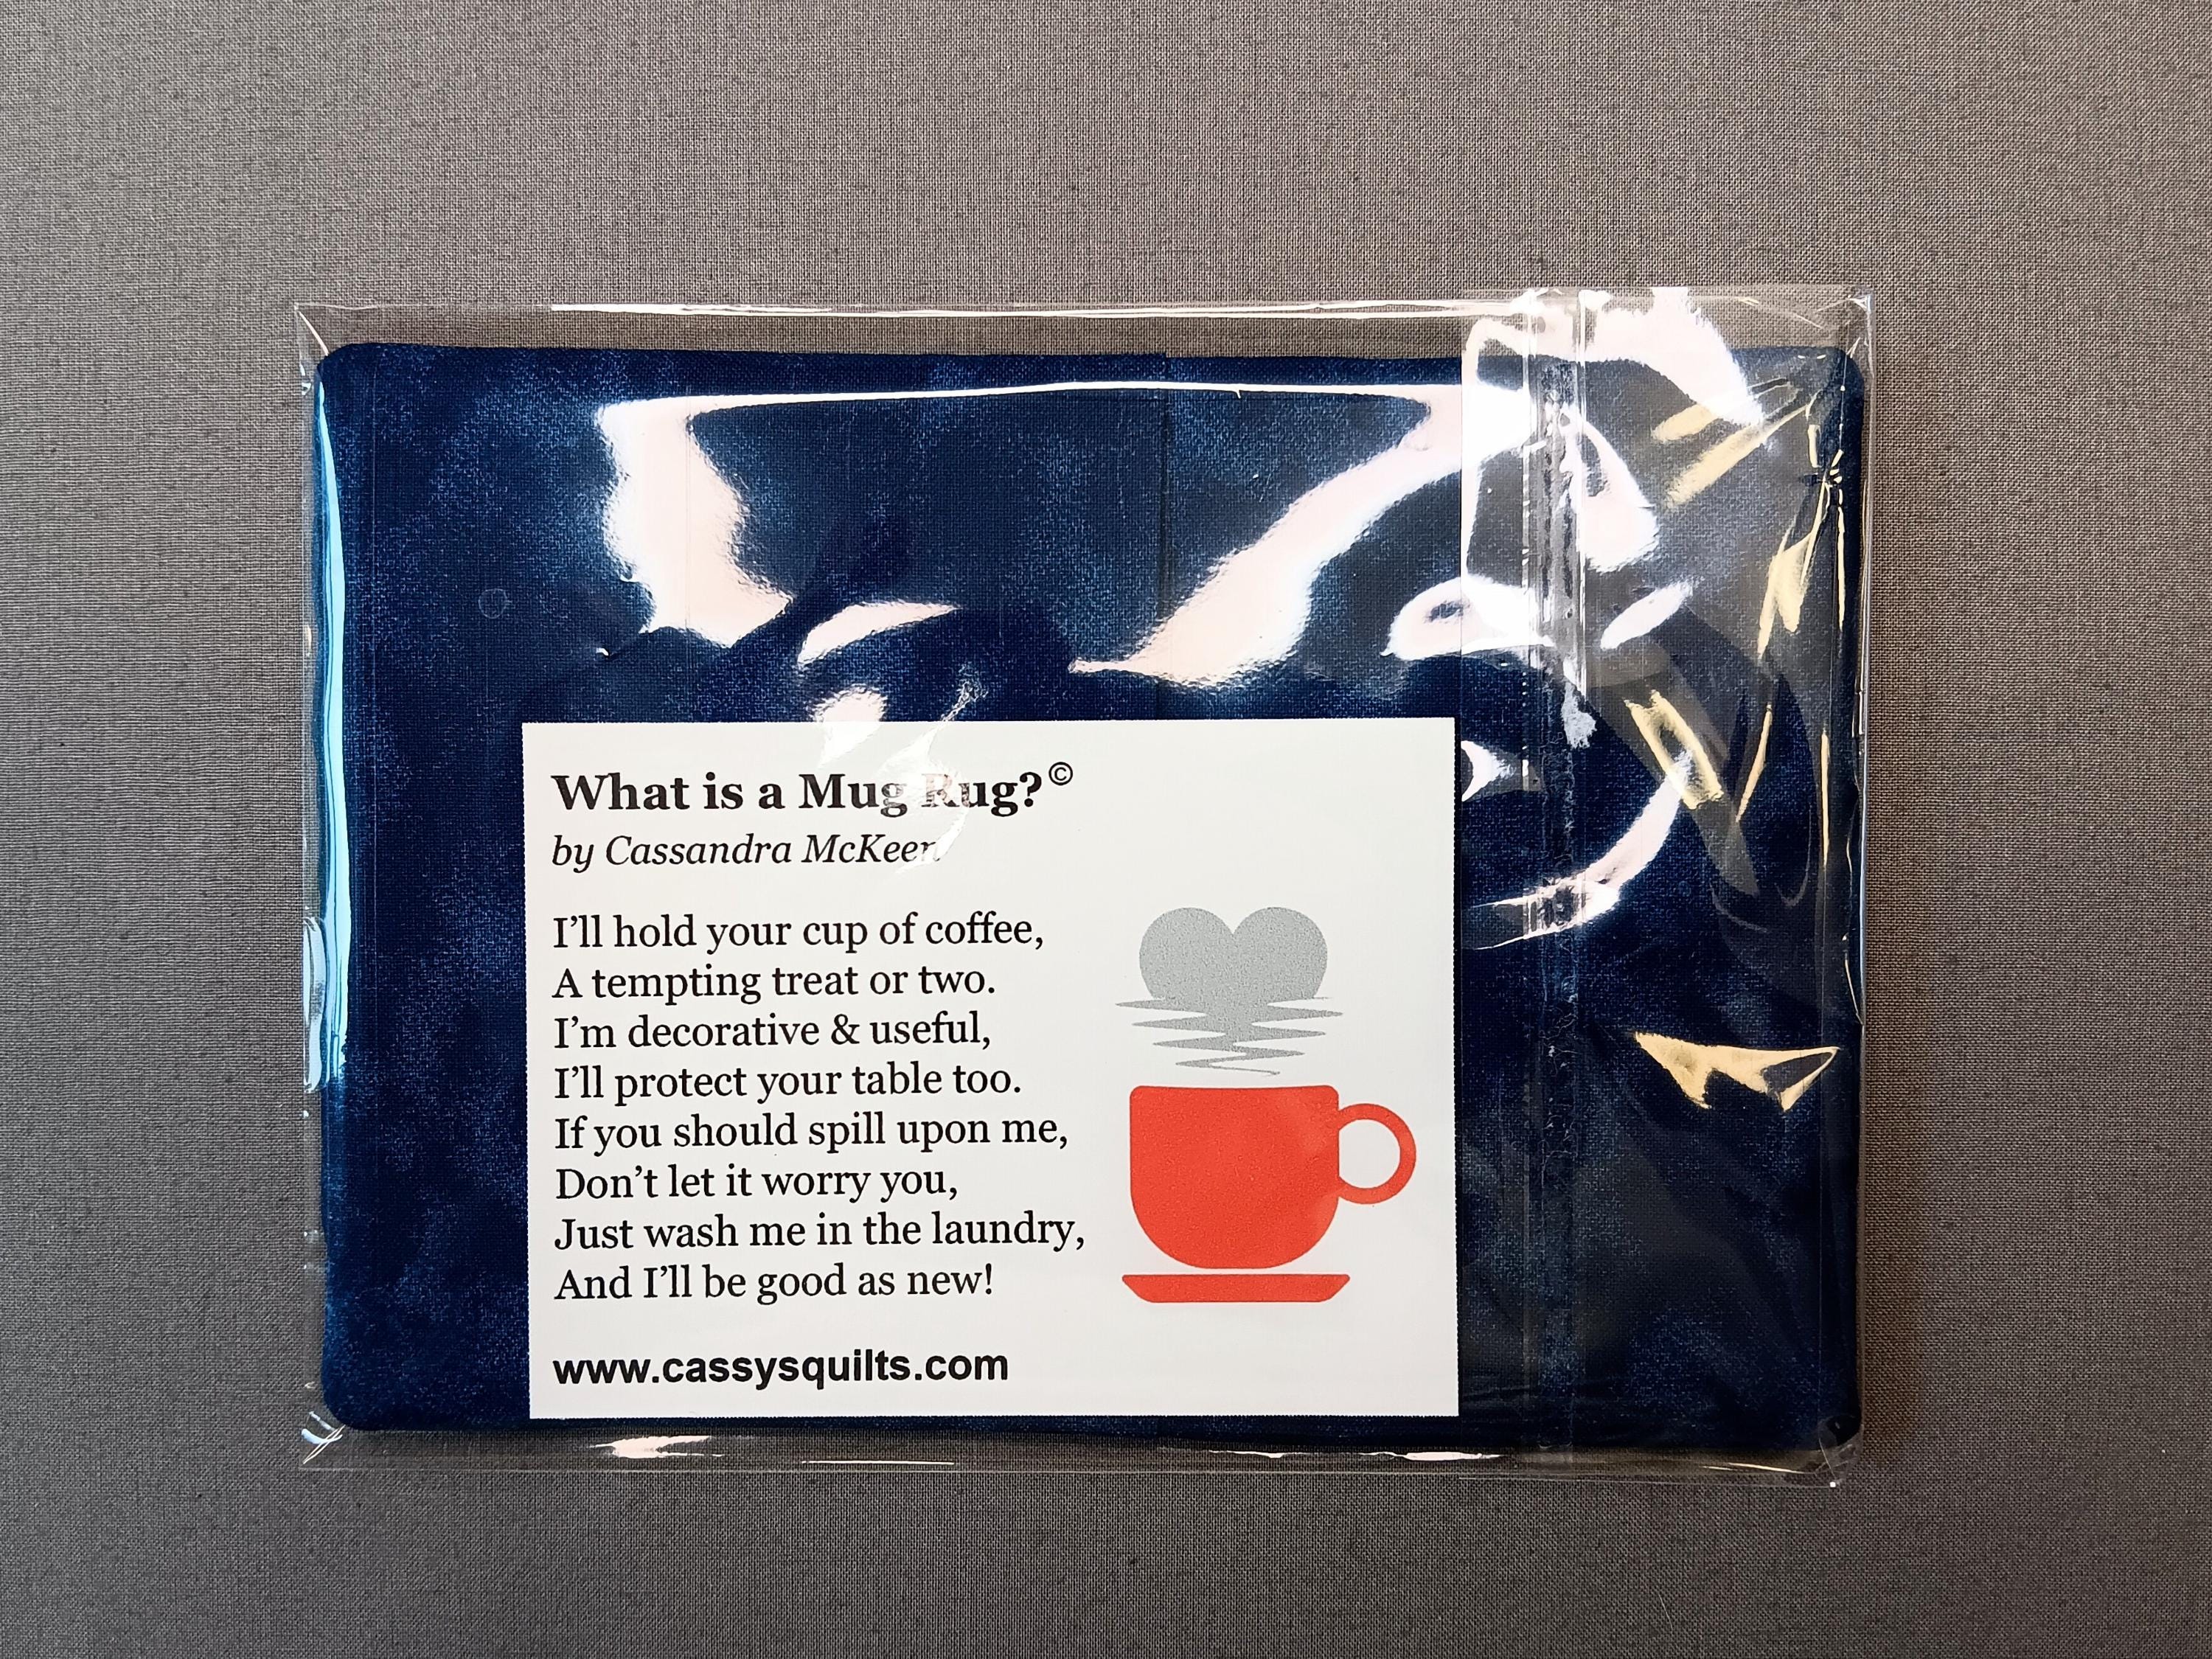 What is a Mug Rug?©
by Cassandra McKeen
I’ll hold your cup of coffee,
A tempting treat or two.
I’m decorative & useful,
I’ll protect your table too.
If you should spill upon me,
Don’t let it worry you,
Just wash me in the laundry,
And I’ll be good as new!
www.cassysquilts.com